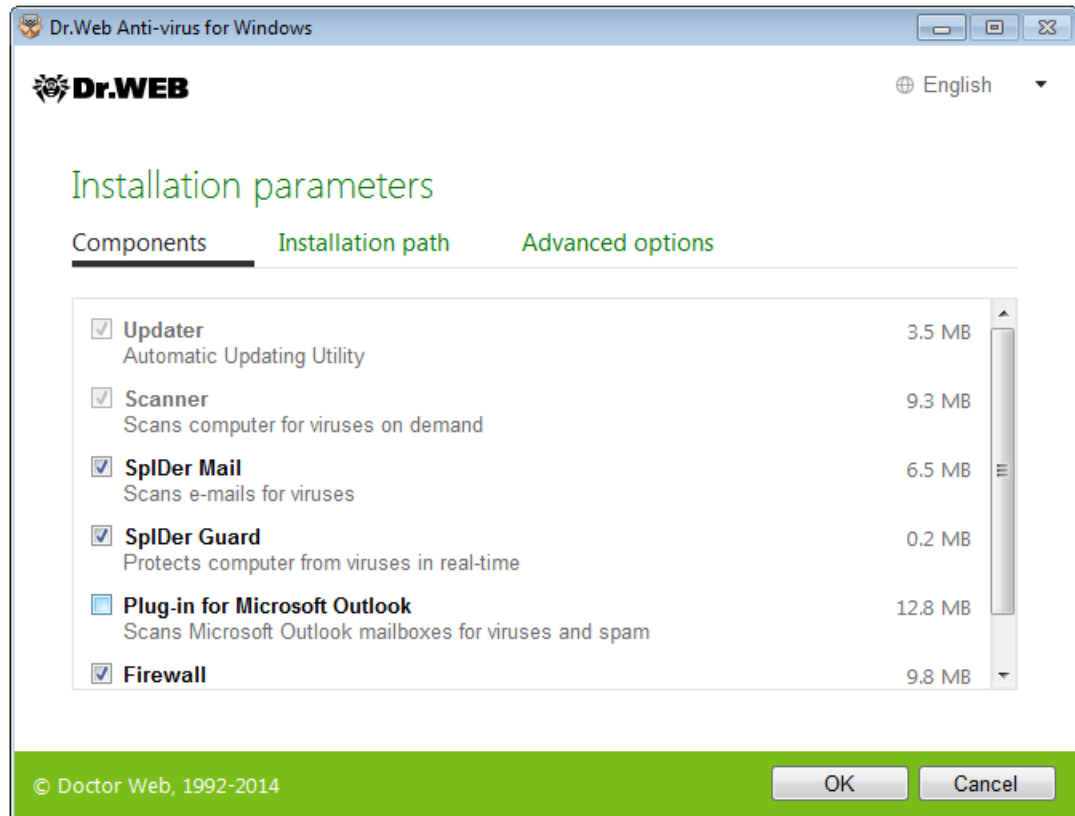 Dr.Web Anti-virus for Windows
Dr.WEB
English
Installation parameters
Components Installation path Advanced options
Updater 3.5 MB
Automatic Updating Utility
Scanner 9.3 MB
Scans computer for viruses on demand
SpIDer Mail 6.5 MB
Scans e-mails for viruses
SpIDer Guard 0.2 MB
Protects computer from viruses in real-time
Plug-in for Microsoft Outlook 12.8 MB
Scans Microsoft Outlook mailboxes for viruses and spam
Firewall 9.8 MB
© Doctor Web, 1992-2014 OK Cancel